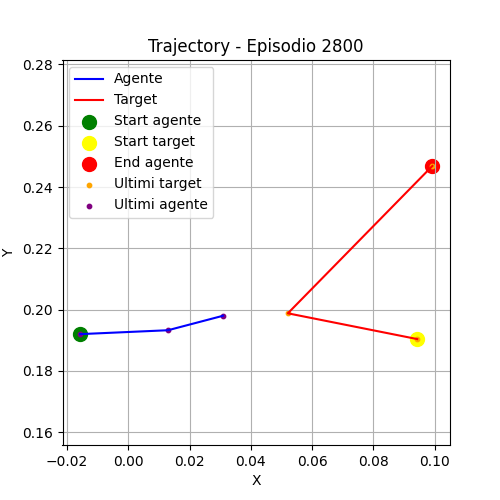 Trajectory - Episodio 2800
Agente
Target
Start agente
Start target
End agente
Ultimi target
Ultimi agente
Y
0.28
0.26
0.24
0.22
0.20
0.18
0.16
−0.02 0.00 0.02 0.04 0.06 0.08 0.10
X